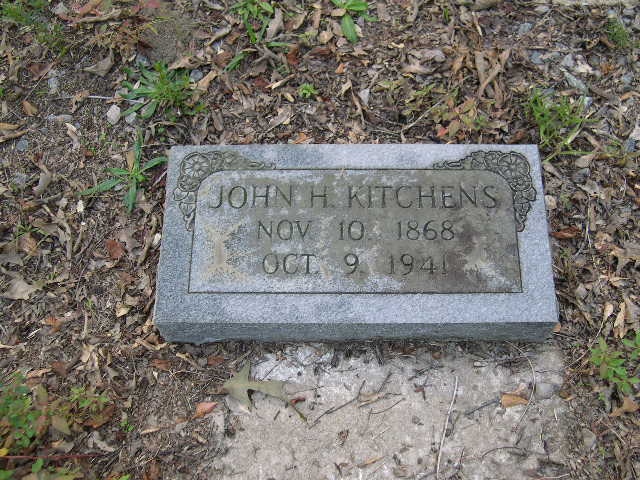 JOHN H. KITCHENS
NOV. 10. 1868
OCT. 9. 1941